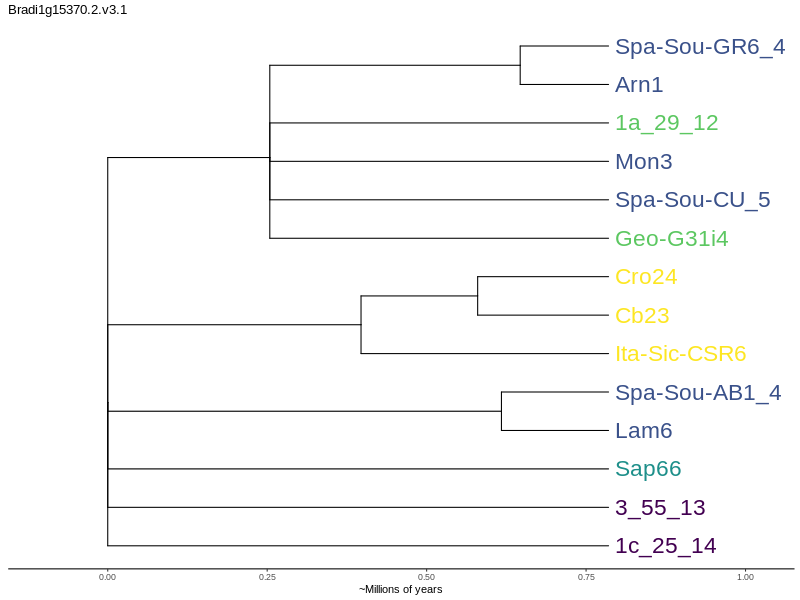 Bradi1g15370.2.v3.1
Spa-Sou-GR6_4
Arn1
1a_29_12
Mon3
Spa-Sou-CU_5
Geo-G31i4
Cro24
Cb23
Ita-Sic-CSR6
Spa-Sou-AB1_4
Lam6
Sap66
3_55_13
1c_25_14
0.00 0.25 0.50 0.75 1.00
~Millions of years